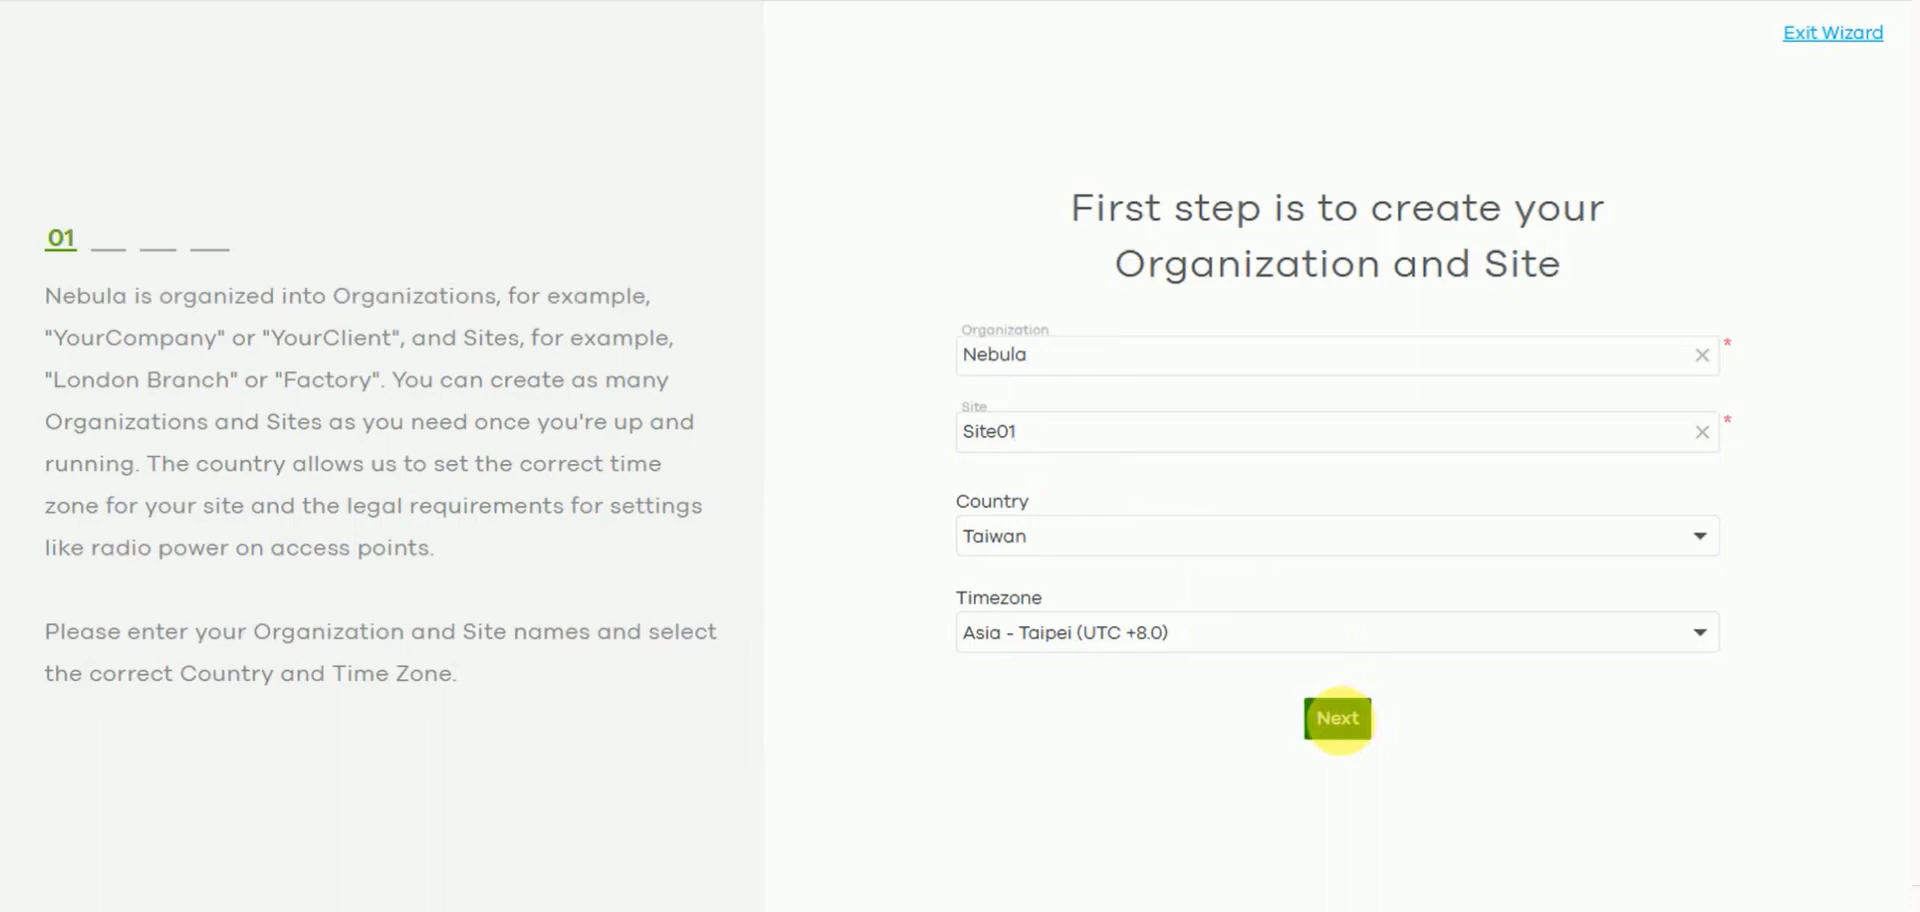 Exit Wizard
01
Nebula is organized into Organizations, for example,
"YourCompany" or "YourClient", and Sites, for example,
"London Branch" or "Factory". You can create as many
Organizations and Sites as you need once you're up and
running. The country allows us to set the correct time
zone for your site and the legal requirements for settings
like radio power on access points.
Please enter your Organization and Site names and select
the correct Country and Time Zone.
First step is to create your
Organization and Site
Organization
Nebula
*
Site
Site01
*
Country
Taiwan
Timezone
Asia - Taipei (UTC +8.0)
Next